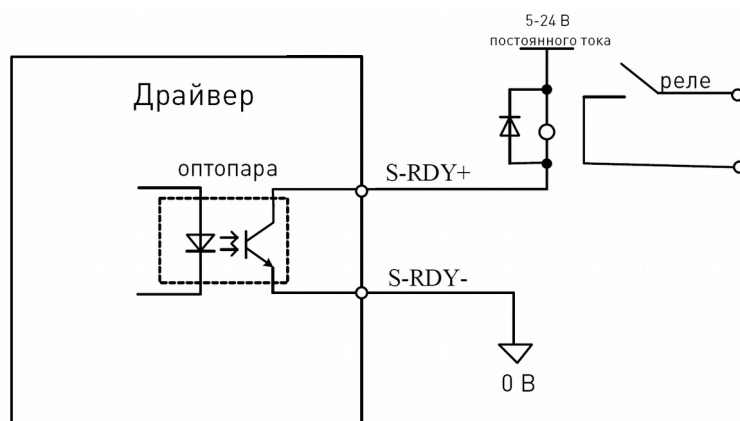 5-24 В
постоянного тока
Драйвер
реле
оптопара
S-RDY+
S-RDY-
0 В